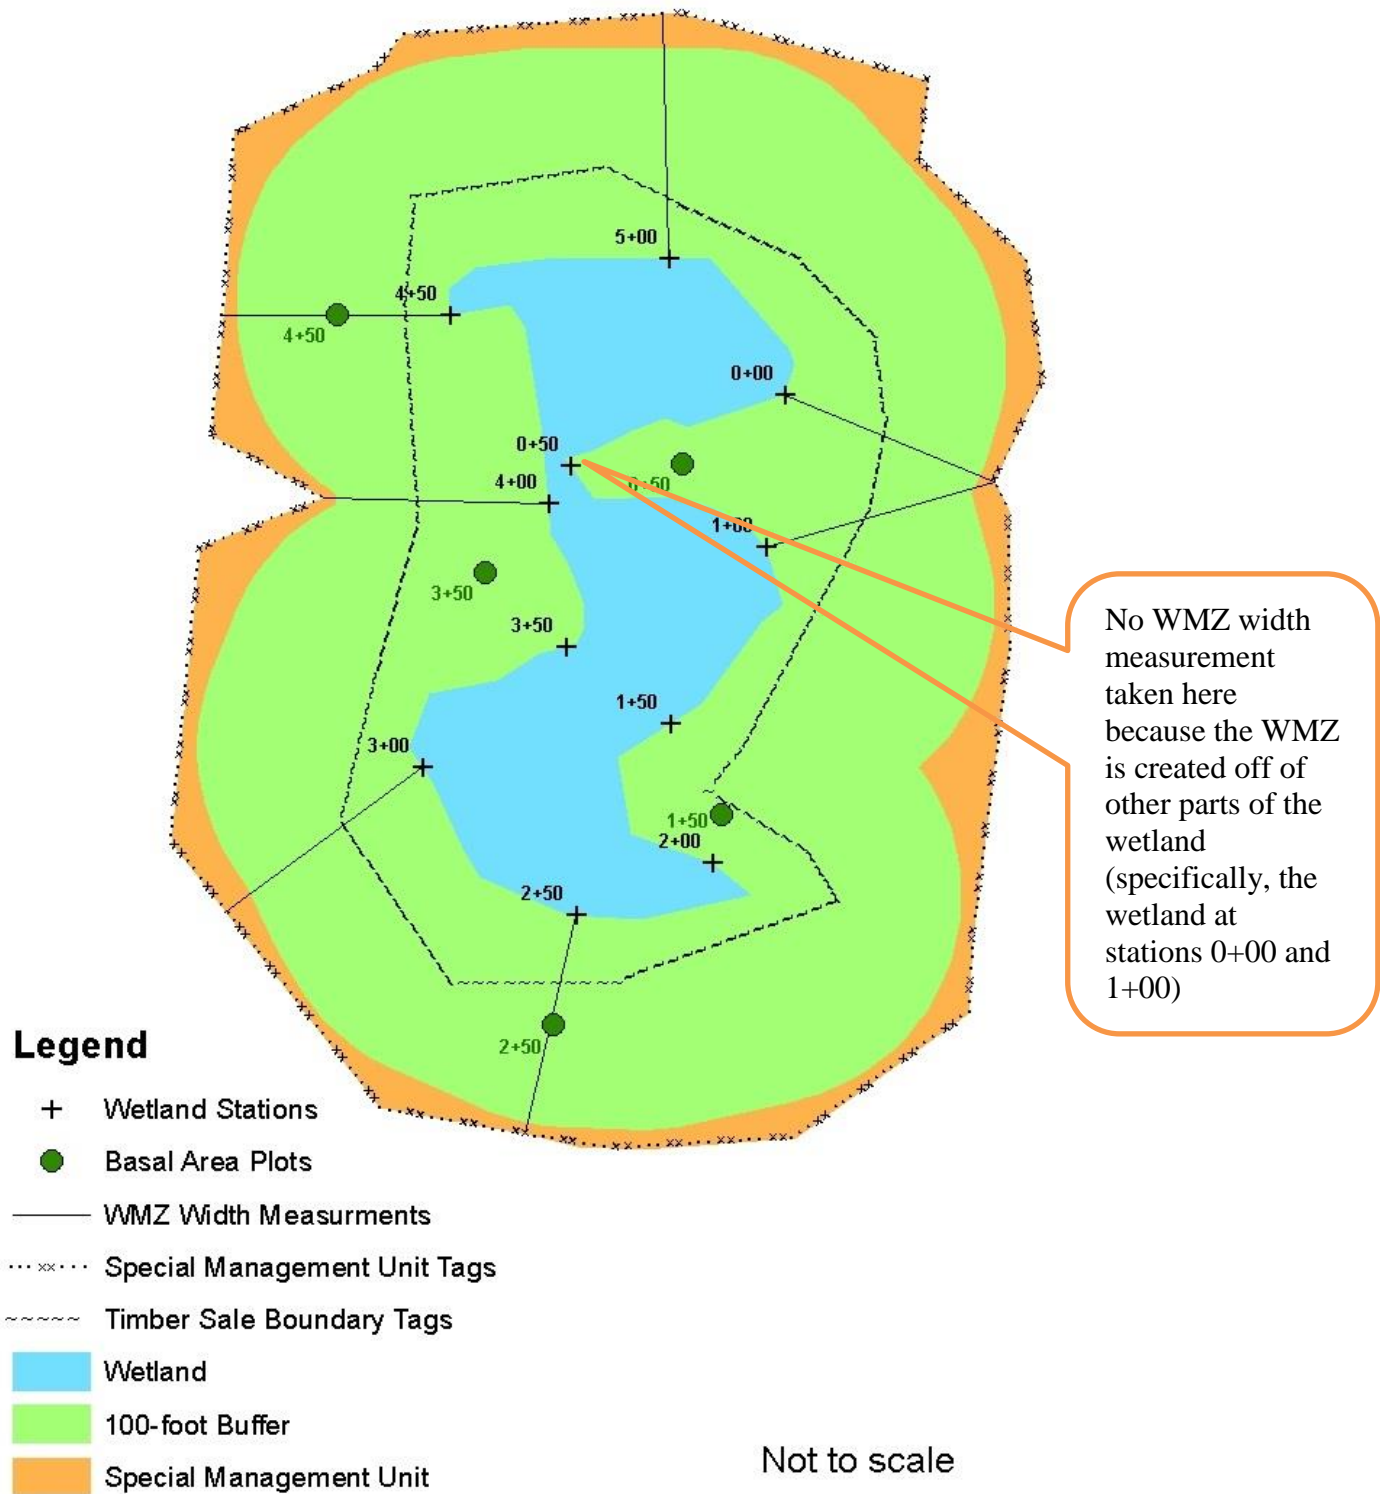 5+00
4+50
4+50
0+00
0+50
4+00
0+50
1+00
3+50
3+50
1+50
3+00
1+50
2+00
2+50
2+50
No WMZ width
measurement
taken here
because the WMZ
is created off of
other parts of the
wetland
(specifically, the
wetland at
stations 0+00 and
1+00)
Legend
Wetland Stations
Basal Area Plots
WMZ Width Measurments
Special Management Unit Tags
Timber Sale Boundary Tags
Wetland
100-foot Buffer
Special Management Unit
Not to scale